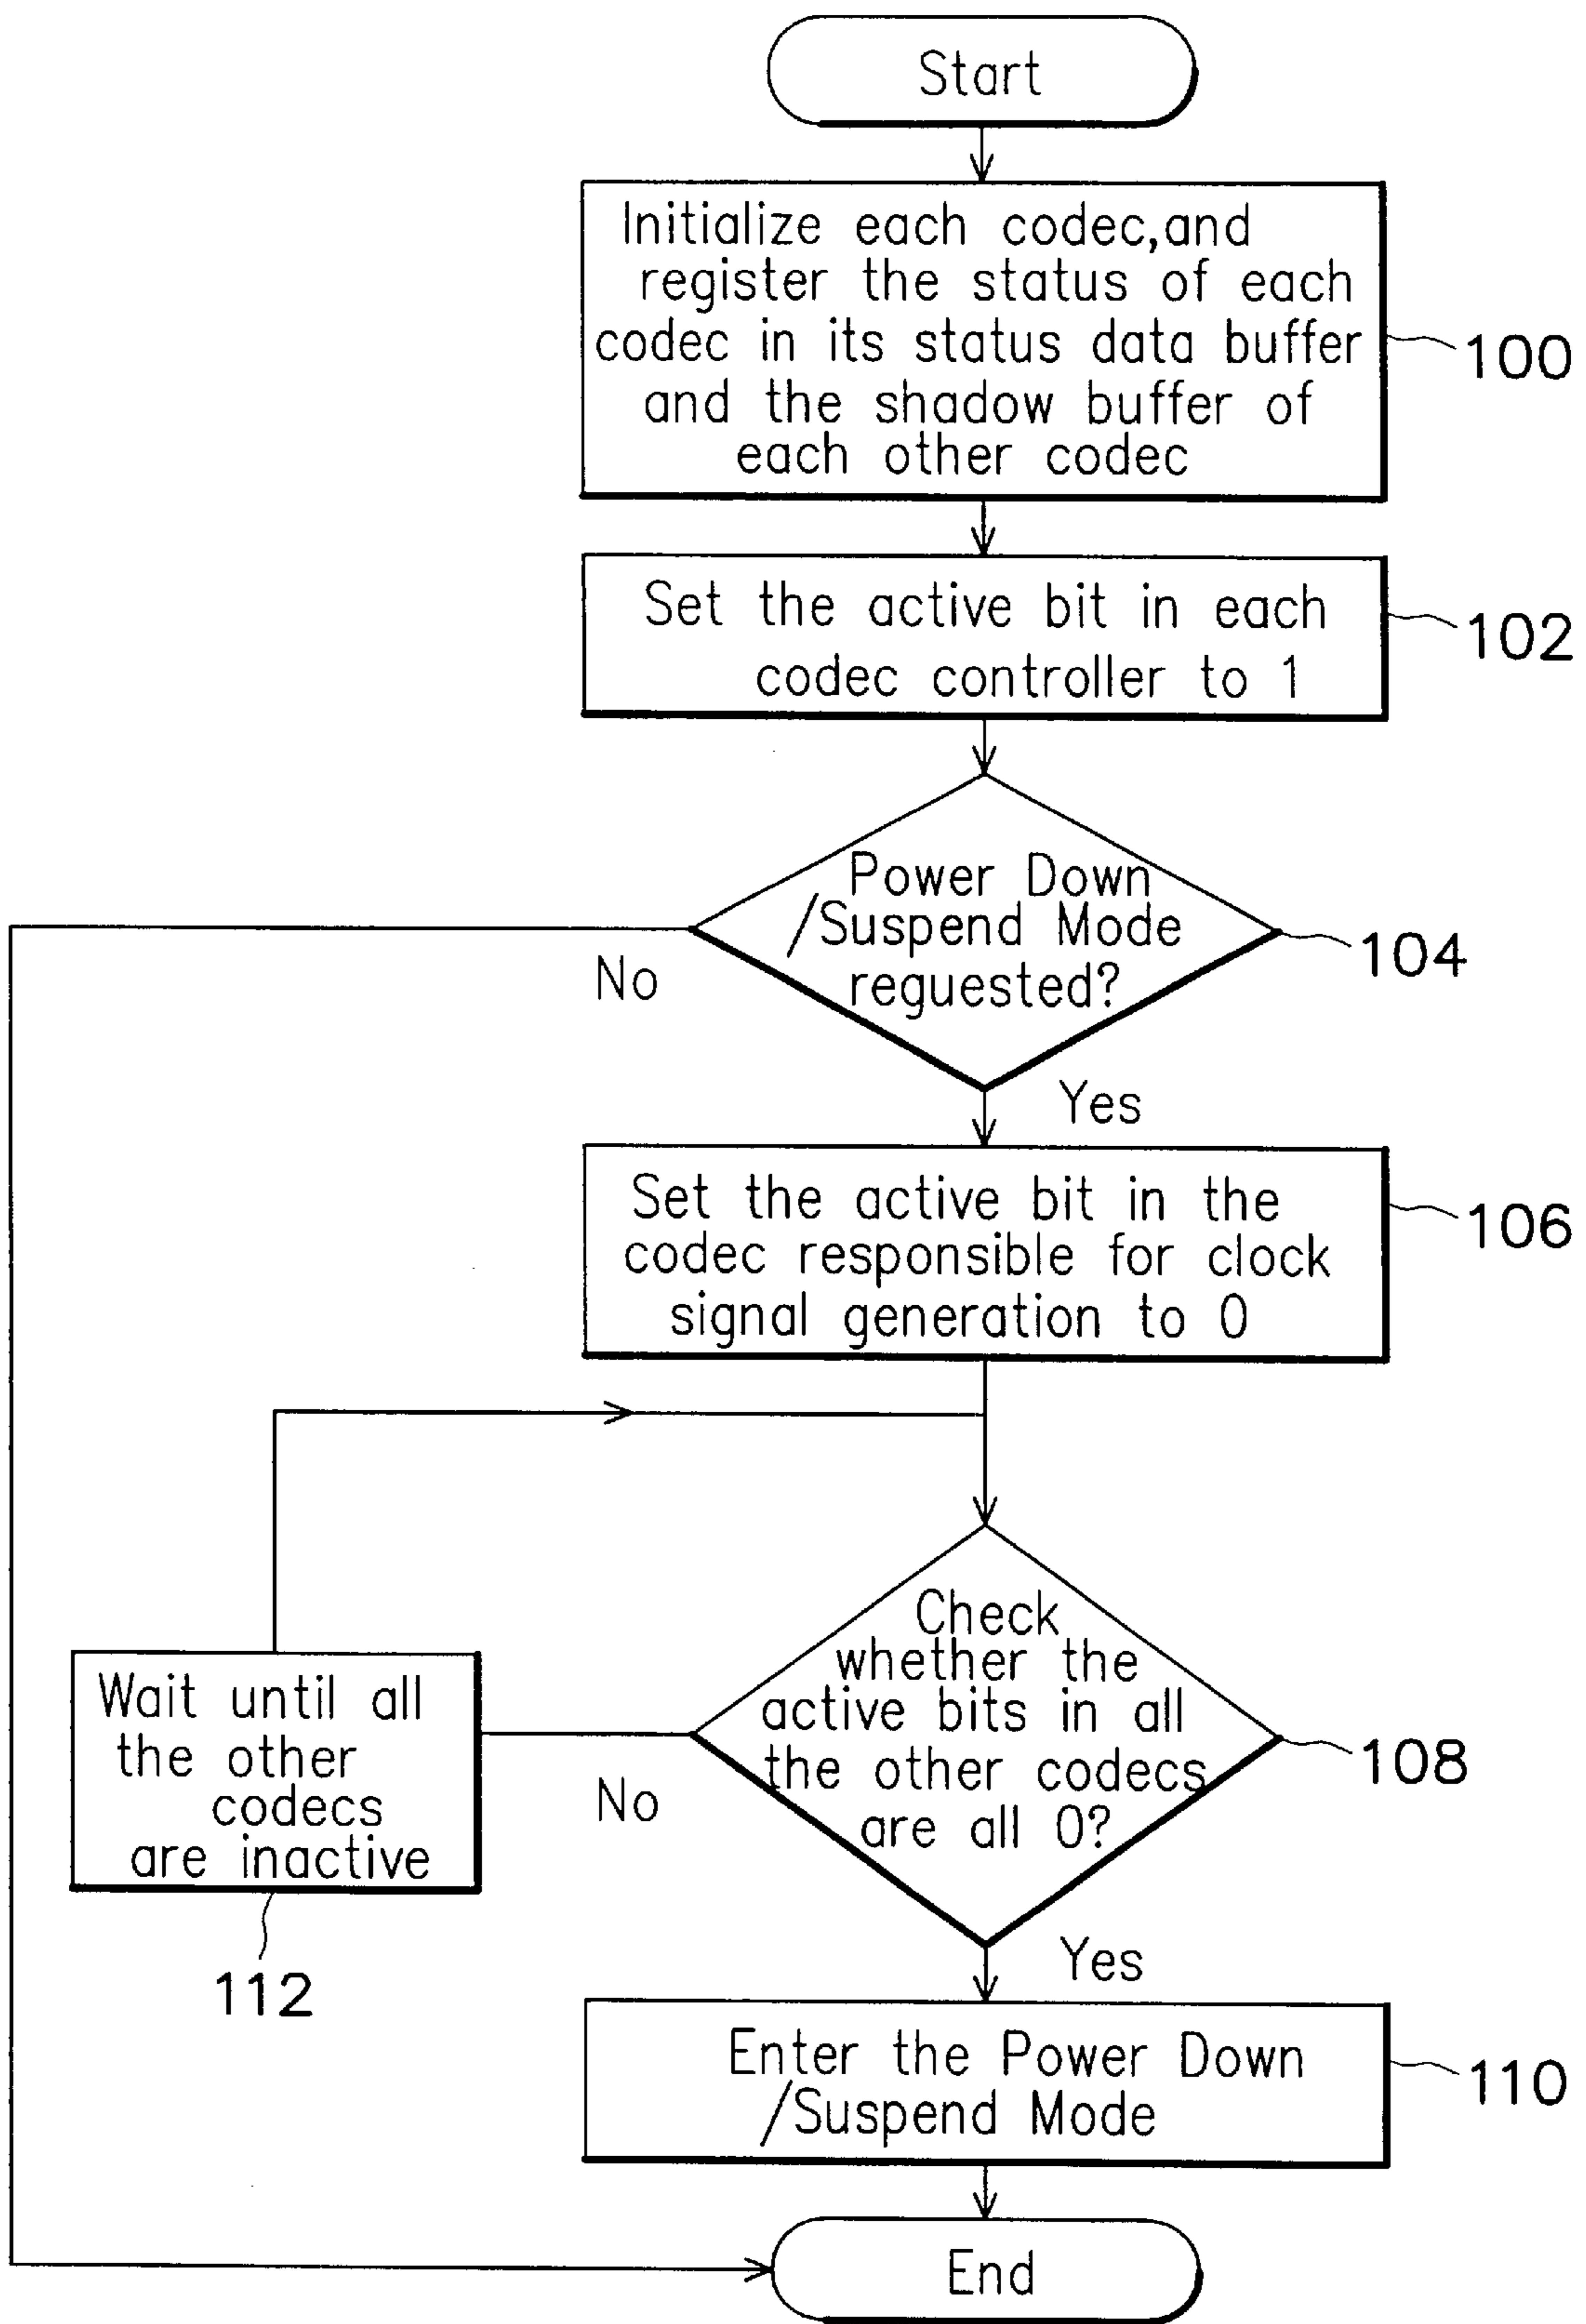 Start
Initialize each codec,and
register the status of each
codec in its status data buffer
and the shadow buffer of
each other codec
100
Set the active bit in each
codec controller to 1
102
Power Down
/Suspend Mode
reguested?
104
No
Yes
Set the active bit in the
codec responsible for clock
signal generation to 0
106
Check
whether the
active bits in all
the other codecs
are all 0?
108
No
Wait until all
the other
codecs
are inactive
112
Yes
Enter the Power Down
/Suspend Mode
110
End